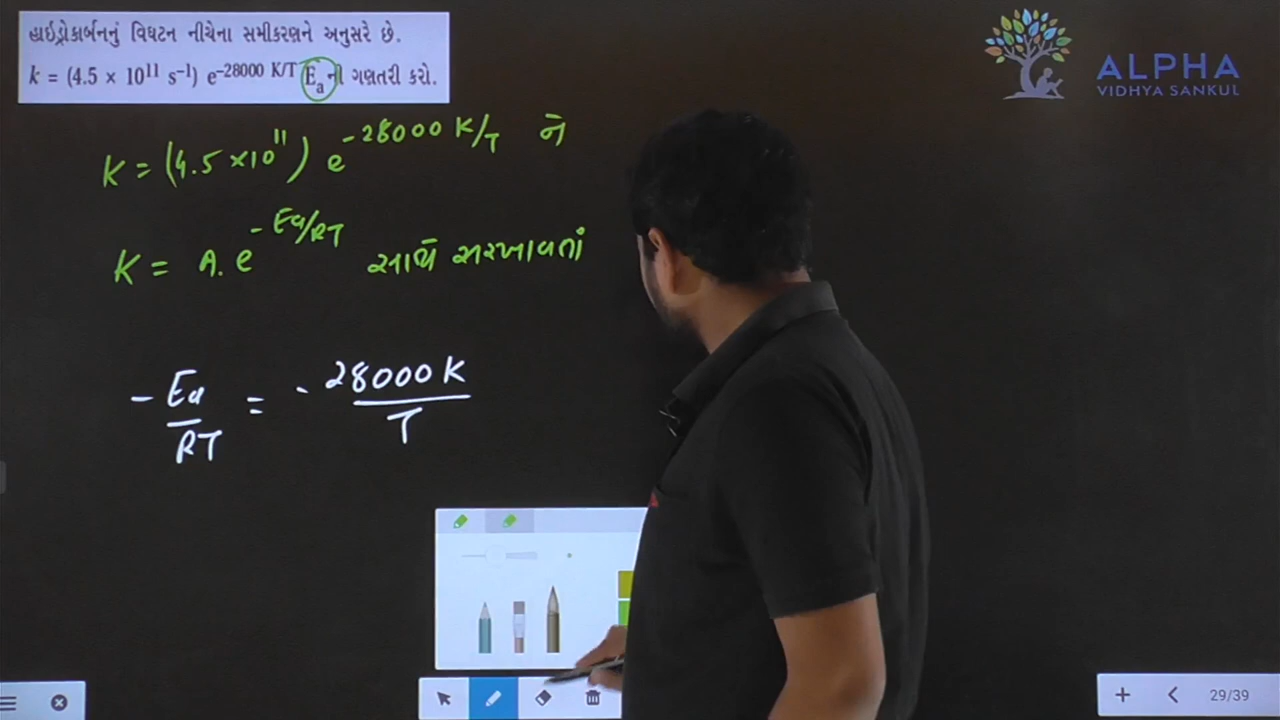 હાઇડ્રોકાર્બનનું વિઘટન નીચેના સમીકરણને અનુસરે છે.
k = (4.5 × 10¹¹ s⁻¹) e⁻²⁸⁰⁰⁰ ᴷ/ᵀ Eₐની ગણતરી કરો.
ALPHA
VIDHYA SANKUL
K = (4.5 ×10¹¹) e^-28000 K/T ને
K = A. e^-Ea/RT સાથે સરખાવતાં
-Ea/RT = -28000 K/T
29/39